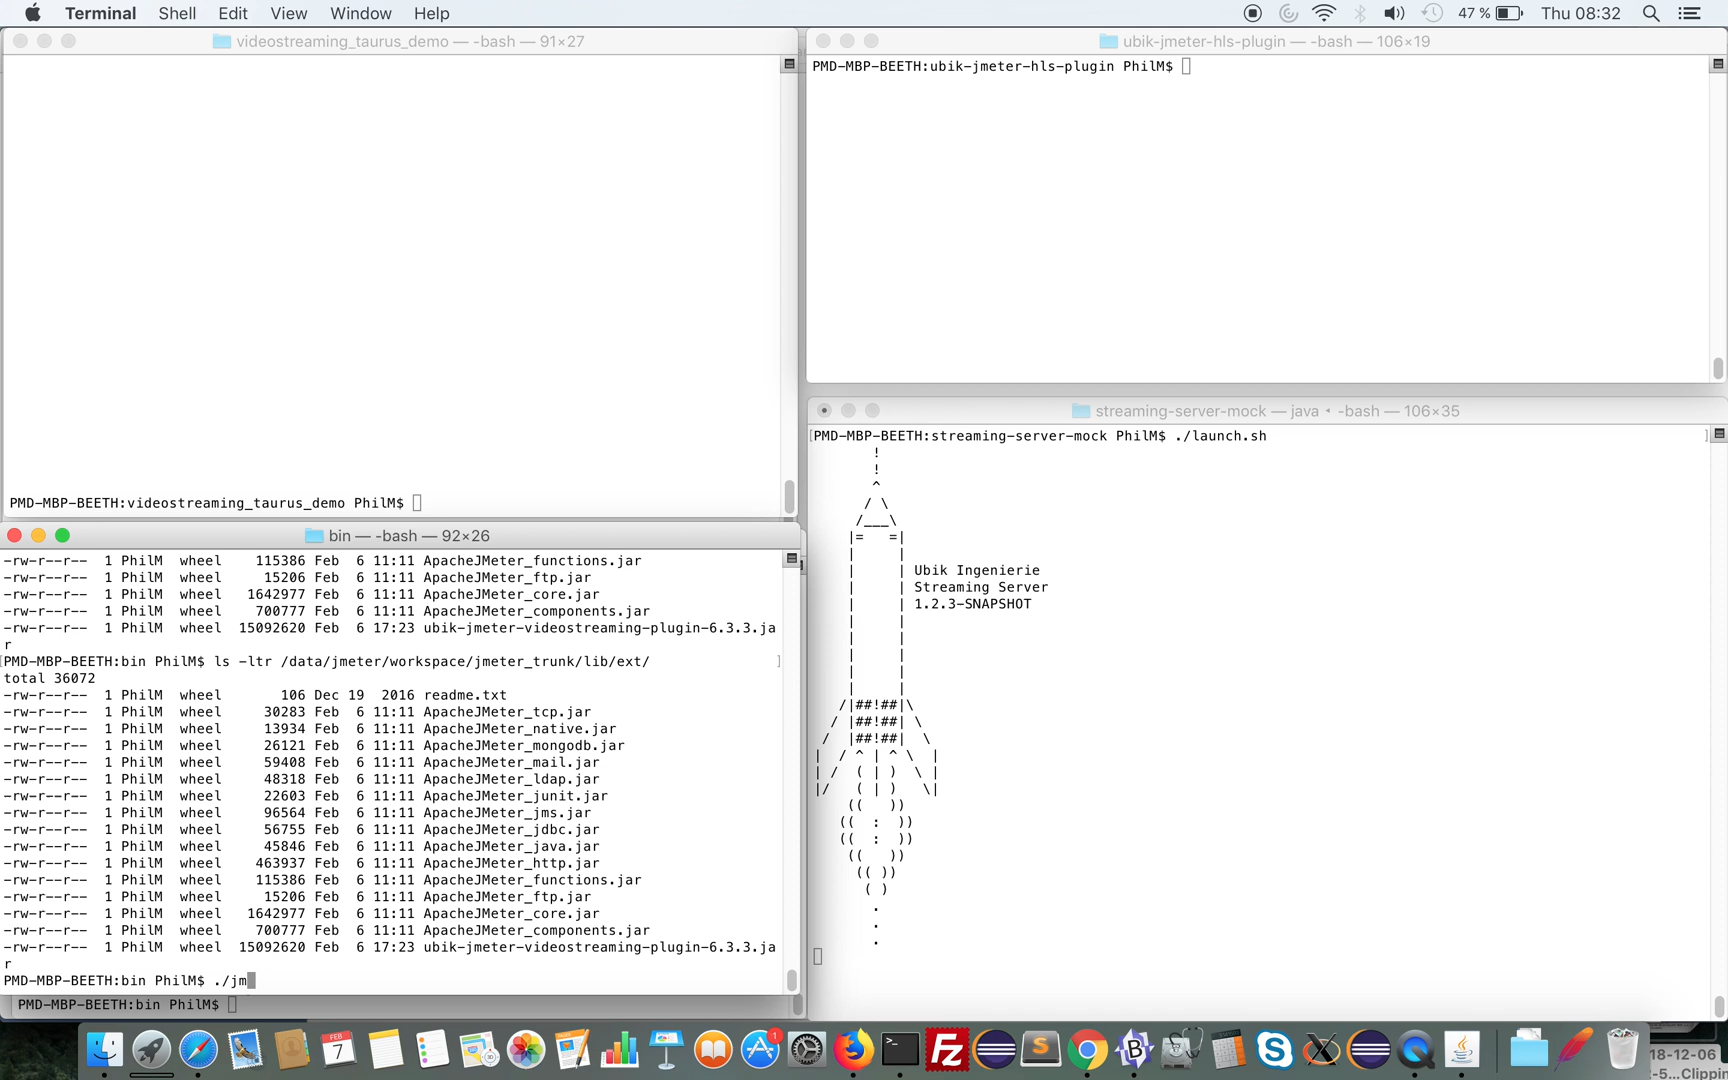 Terminal Shell Edit View Window Help 47 % Thu 08:32
videostreaming_taurus_demo — -bash — 91×27
PMD-MBP-BEETH:videostreaming_taurus_demo PhilM$
ubik-jmeter-hls-plugin — -bash — 106×19
PMD-MBP-BEETH:ubik-jmeter-hls-plugin PhilM$
bin — -bash — 92×26
-rw-r--r--  1 PhilM  wheel    115386 Feb  6 11:11 ApacheJMeter_functions.jar
-rw-r--r--  1 PhilM  wheel     15206 Feb  6 11:11 ApacheJMeter_ftp.jar
-rw-r--r--  1 PhilM  wheel   1642977 Feb  6 11:11 ApacheJMeter_core.jar
-rw-r--r--  1 PhilM  wheel    700777 Feb  6 11:11 ApacheJMeter_components.jar
-rw-r--r--  1 PhilM  wheel  15092620 Feb  6 17:23 ubik-jmeter-videostreaming-plugin-6.3.3.ja
r
[PMD-MBP-BEETH:bin PhilM$ ls -ltr /data/jmeter/workspace/jmeter_trunk/lib/ext/ ]
total 36072
-rw-r--r--  1 PhilM  wheel       106 Dec 19  2016 readme.txt
-rw-r--r--  1 PhilM  wheel     30283 Feb  6 11:11 ApacheJMeter_tcp.jar
-rw-r--r--  1 PhilM  wheel     13934 Feb  6 11:11 ApacheJMeter_native.jar
-rw-r--r--  1 PhilM  wheel     26121 Feb  6 11:11 ApacheJMeter_mongodb.jar
-rw-r--r--  1 PhilM  wheel     59408 Feb  6 11:11 ApacheJMeter_mail.jar
-rw-r--r--  1 PhilM  wheel     48318 Feb  6 11:11 ApacheJMeter_ldap.jar
-rw-r--r--  1 PhilM  wheel     22603 Feb  6 11:11 ApacheJMeter_junit.jar
-rw-r--r--  1 PhilM  wheel     96564 Feb  6 11:11 ApacheJMeter_jms.jar
-rw-r--r--  1 PhilM  wheel     56755 Feb  6 11:11 ApacheJMeter_jdbc.jar
-rw-r--r--  1 PhilM  wheel     45846 Feb  6 11:11 ApacheJMeter_java.jar
-rw-r--r--  1 PhilM  wheel    463937 Feb  6 11:11 ApacheJMeter_http.jar
-rw-r--r--  1 PhilM  wheel    115386 Feb  6 11:11 ApacheJMeter_functions.jar
-rw-r--r--  1 PhilM  wheel     15206 Feb  6 11:11 ApacheJMeter_ftp.jar
-rw-r--r--  1 PhilM  wheel   1642977 Feb  6 11:11 ApacheJMeter_core.jar
-rw-r--r--  1 PhilM  wheel    700777 Feb  6 11:11 ApacheJMeter_components.jar
-rw-r--r--  1 PhilM  wheel  15092620 Feb  6 17:23 ubik-jmeter-videostreaming-plugin-6.3.3.ja
r
PMD-MBP-BEETH:bin PhilM$ ./jm
PMD-MBP-BEETH:bin PhilM$
streaming-server-mock — java ◂ -bash — 106×35
[PMD-MBP-BEETH:streaming-server-mock PhilM$ ./launch.sh ]
Ubik Ingenierie
Streaming Server
1.2.3-SNAPSHOT
FEB
7
1
18-12-06
-5...Clippin